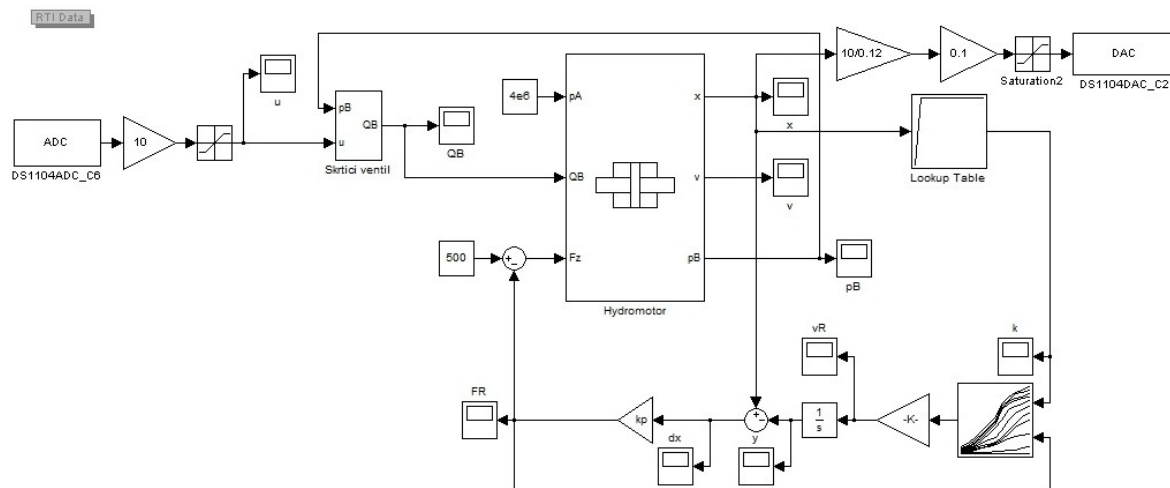 RTI Data
ADC
DS1104ADC_C6
10
u
pB
u
QB
Skrtici ventil
QB
4e6
500
+
−
pA
QB
Fz
x
v
pB
Hydromotor
x
v
pB
10/0.12
0.1
Saturation2
DAC
DS1104DAC_C2
Lookup Table
k
vR
-K-
1
s
+
−
y
dx
kp
FR